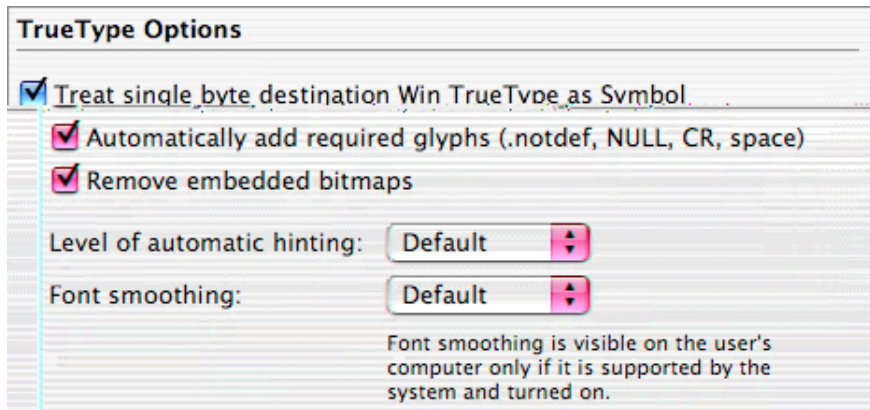 TrueType Options
Treat single byte destination Win TrueType as Symbol
Automatically add required glyphs (.notdef, NULL, CR, space)
Remove embedded bitmaps
Level of automatic hinting: Default
Font smoothing: Default
Font smoothing is visible on the user's
computer only if it is supported by the
system and turned on.